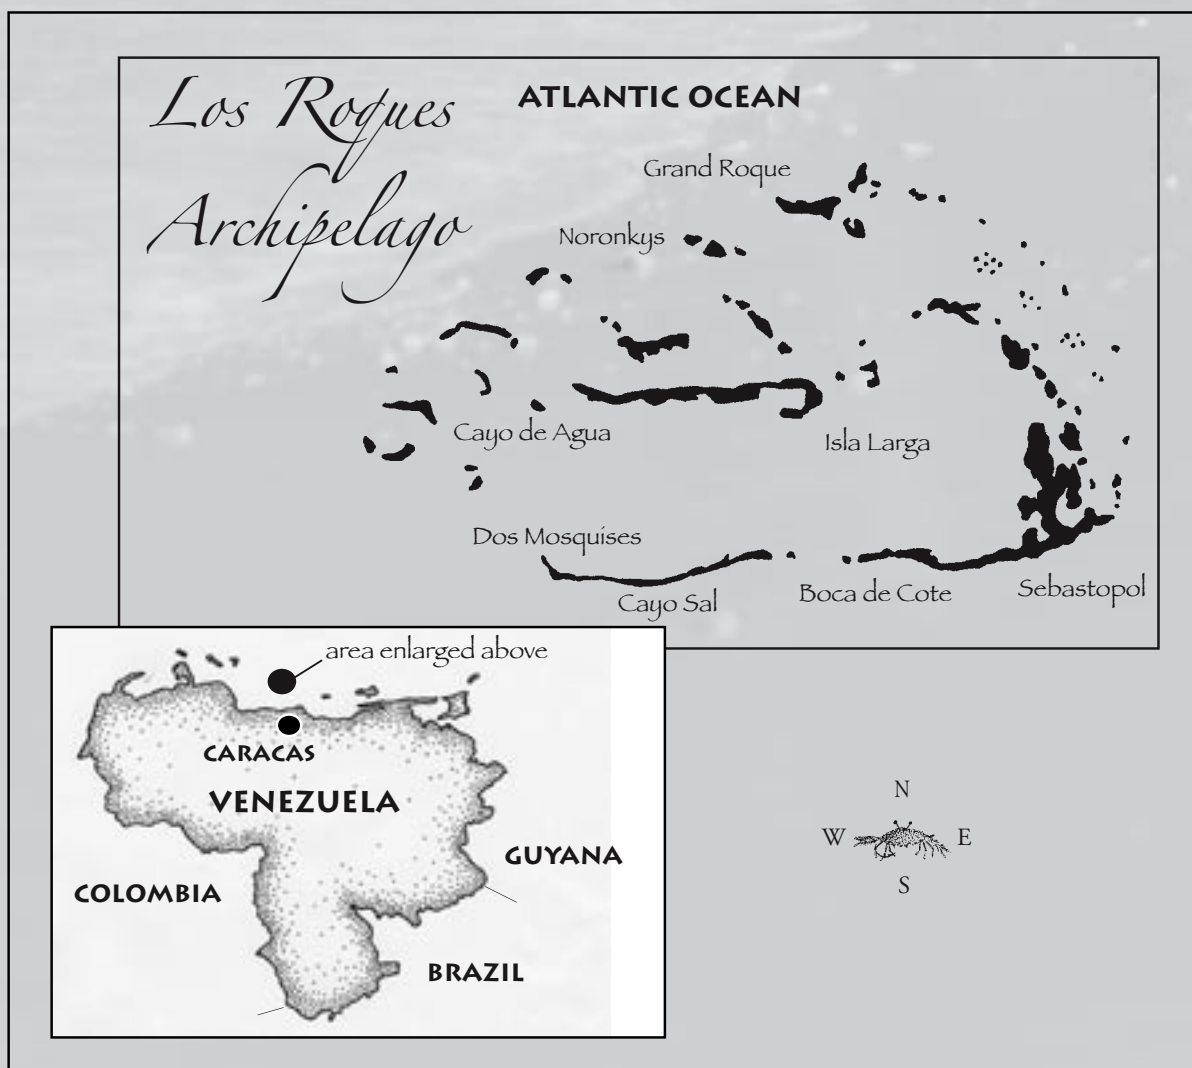 Los Roques
Archipelago
ATLANTIC OCEAN
Grand Roque
Noronkys
Cayo de Agua
Isla Larga
Dos Mosquises
Cayo Sal
Boca de Cote
Sebastopol
area enlarged above
CARACAS
VENEZUELA
GUYANA
COLOMBIA
BRAZIL
N
W E
S